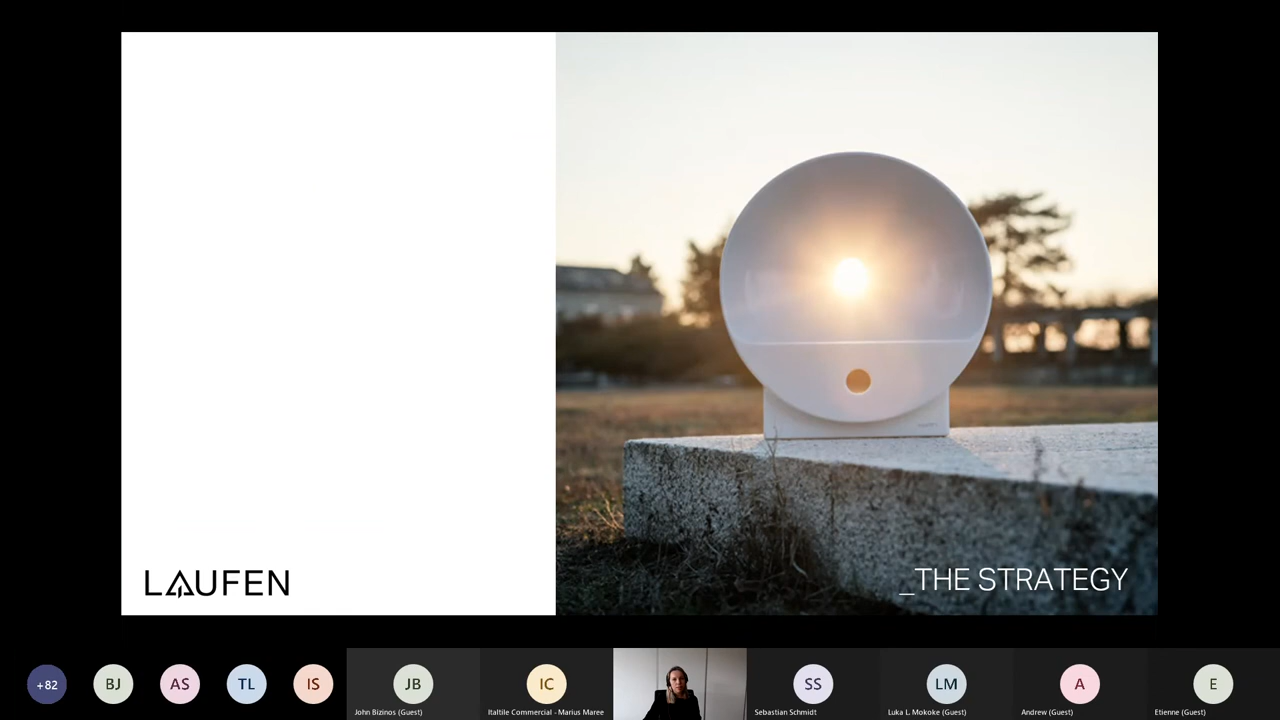 LAUFEN
_THE STRATEGY
+82
BJ
AS
TL
IS
JB
John Bizinos (Guest)
IC
Italtile Commercial - Marius Maree
SS
Sebastian Schmidt
LM
Luka L. Mokoke (Guest)
A
Andrew (Guest)
E
Etienne (Guest)